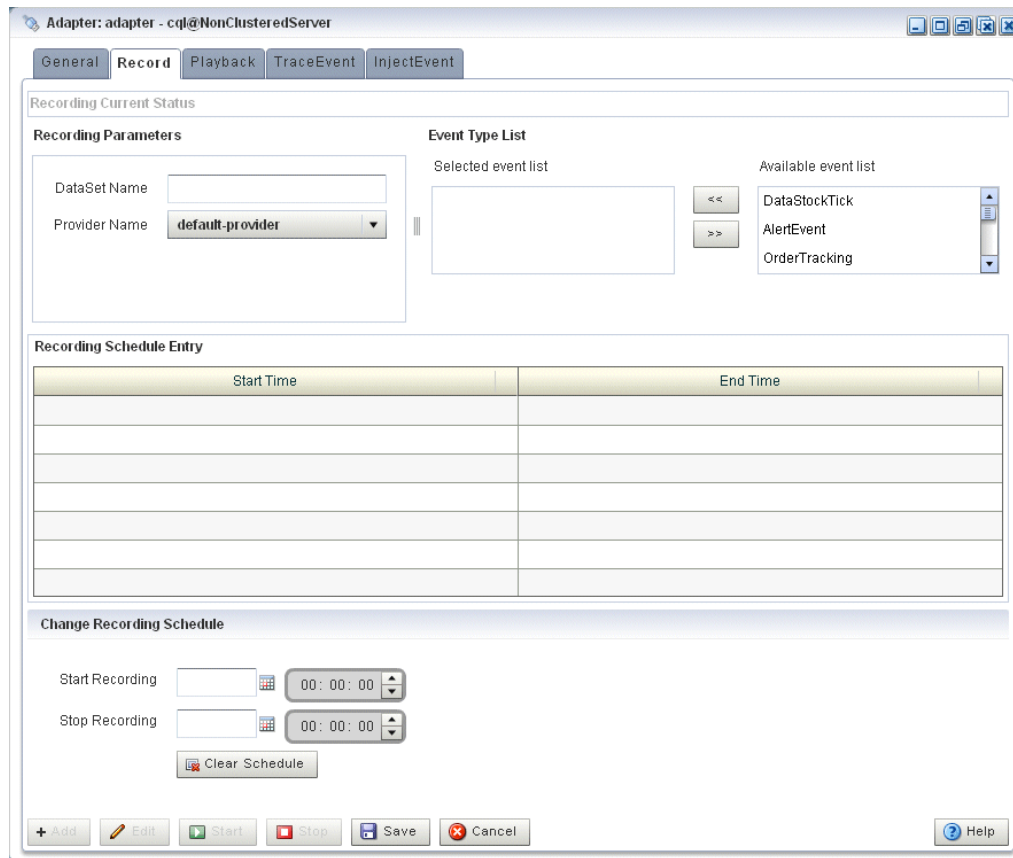 Adapter: adapter - cql@NonClusteredServer
General Record Playback TraceEvent InjectEvent
Recording Current Status
Recording Parameters
DataSet Name
Provider Name default-provider
Event Type List
Selected event list
<<
>>
Available event list
DataStockTick
AlertEvent
OrderTracking
Recording Schedule Entry
Start Time End Time
Change Recording Schedule
Start Recording 00: 00: 00
Stop Recording 00: 00: 00
Clear Schedule
+ Add Edit Start Stop Save Cancel ? Help